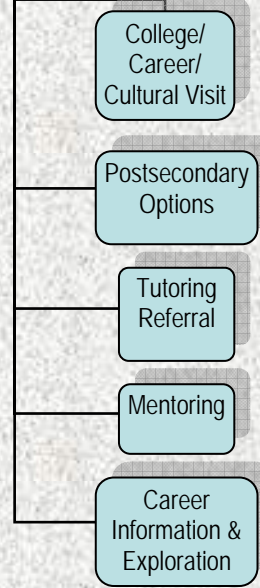 College/
Career/
Cultural Visit
Postsecondary
Options
Tutoring
Referral
Mentoring
Career
Information &
Exploration